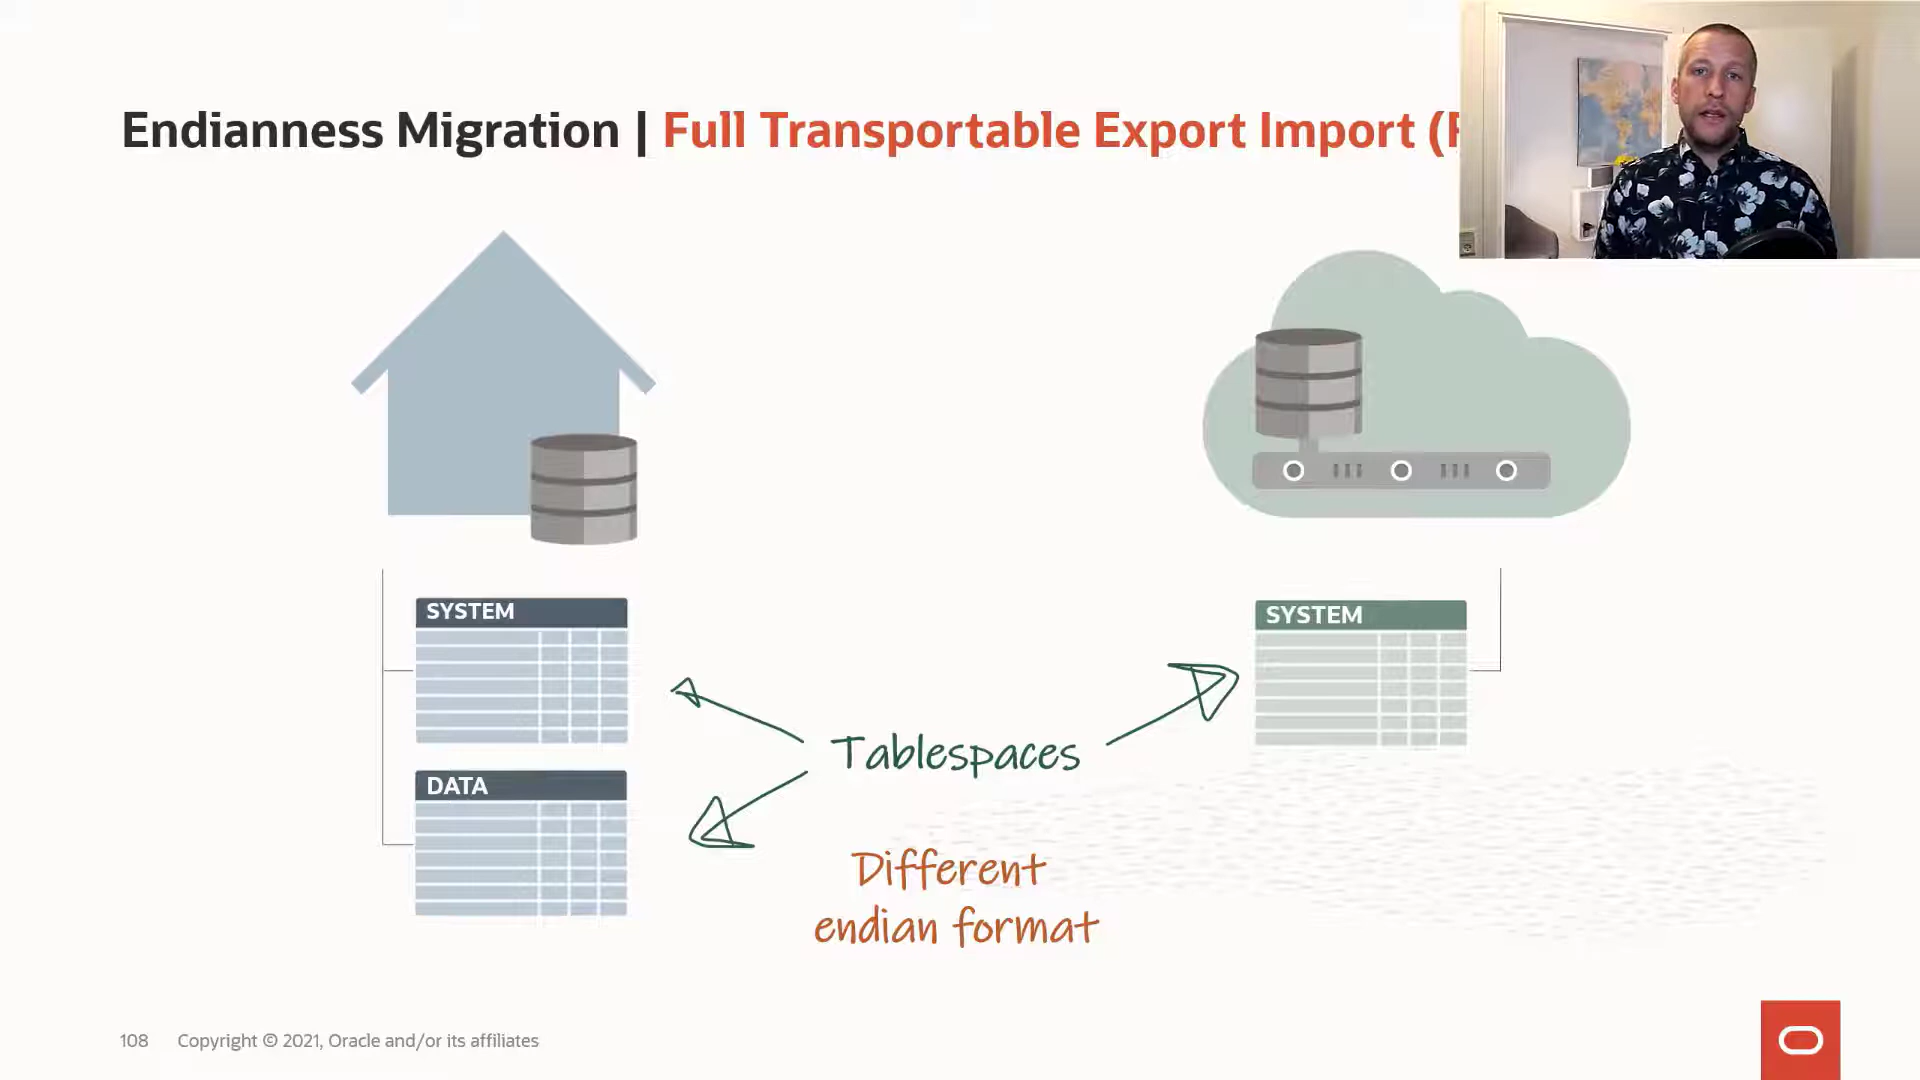 Endianness Migration | Full Transportable Export Import (
SYSTEM
SYSTEM
Tablespaces
DATA
Different
endian format
108 Copyright © 2021, Oracle and/or its affiliates